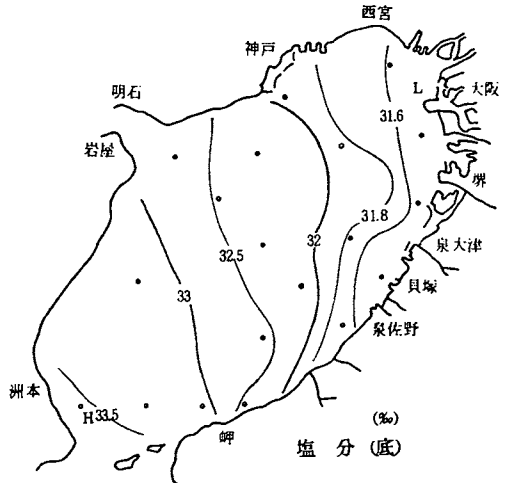 西宮
神戸
明石
L 大阪
31.6
岩屋
堺
31.8
泉大津
32
32.5
貝塚
33
泉佐野
洲本
H 33.5
岬
(‰)
塩分(底)